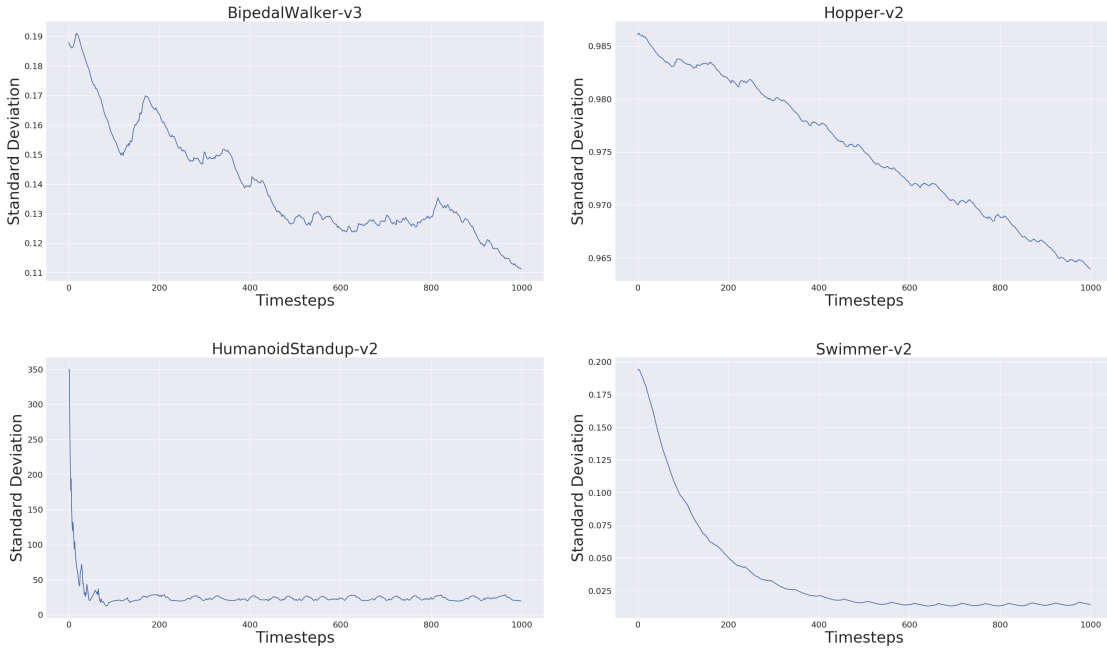 BipedalWalker-v3
Standard Deviation
0.19
0.18
0.17
0.16
0.15
0.14
0.13
0.12
0.11
0 200 400 600 800 1000
Timesteps
Hopper-v2
Standard Deviation
0.985
0.980
0.975
0.970
0.965
0 200 400 600 800 1000
Timesteps
HumanoidStandup-v2
Standard Deviation
350
300
250
200
150
100
50
0
0 200 400 600 800 1000
Timesteps
Swimmer-v2
Standard Deviation
0.200
0.175
0.150
0.125
0.100
0.075
0.050
0.025
0 200 400 600 800 1000
Timesteps